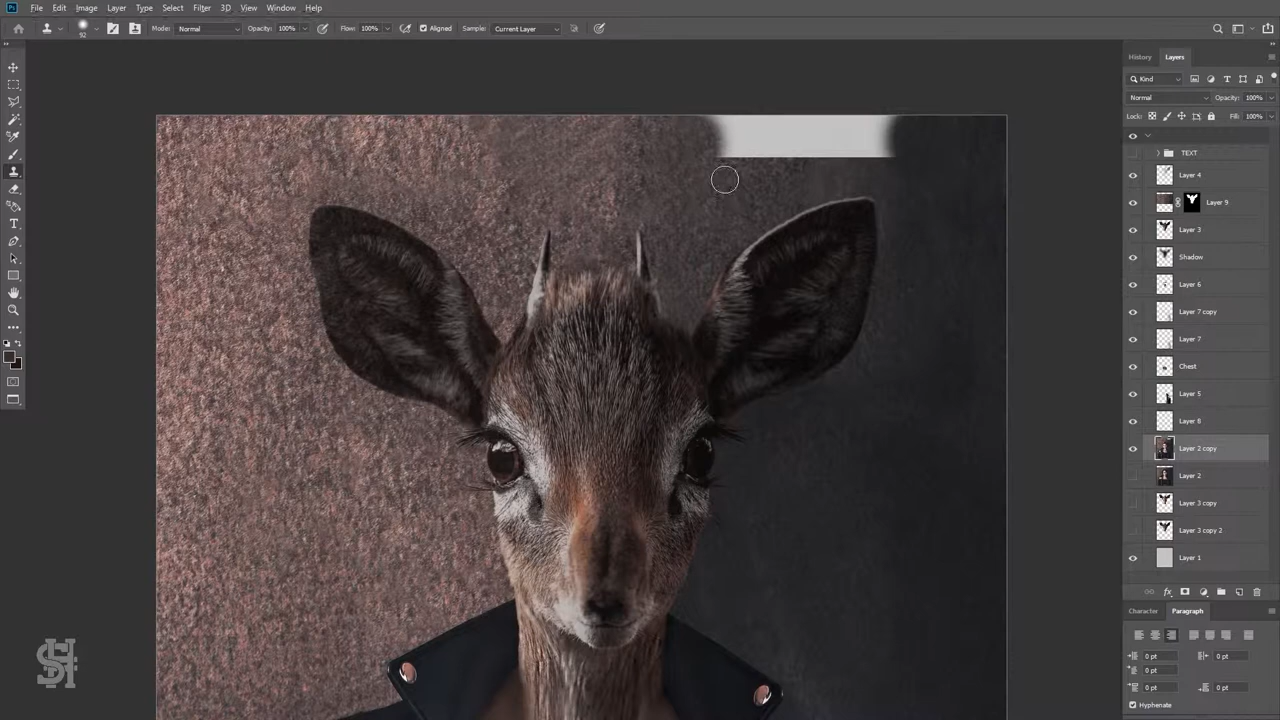 Ps File Edit Image Layer Type Select Filter 3D View Window Help
92 Mode: Normal Opacity: 100% Flow: 100% Aligned Sample: Current Layer
History Layers
Kind
Normal Opacity: 100%
Lock: Fill: 100%
TEXT
Layer 4
Layer 9
Layer 3
Shadow
Layer 6
Layer 7 copy
Layer 7
Chest
Layer 5
Layer 8
Layer 2 copy
Layer 2
Layer 3 copy
Layer 3 copy 2
Layer 1
fx
Character Paragraph
0 pt 0 pt
0 pt
0 pt 0 pt
Hyphenate